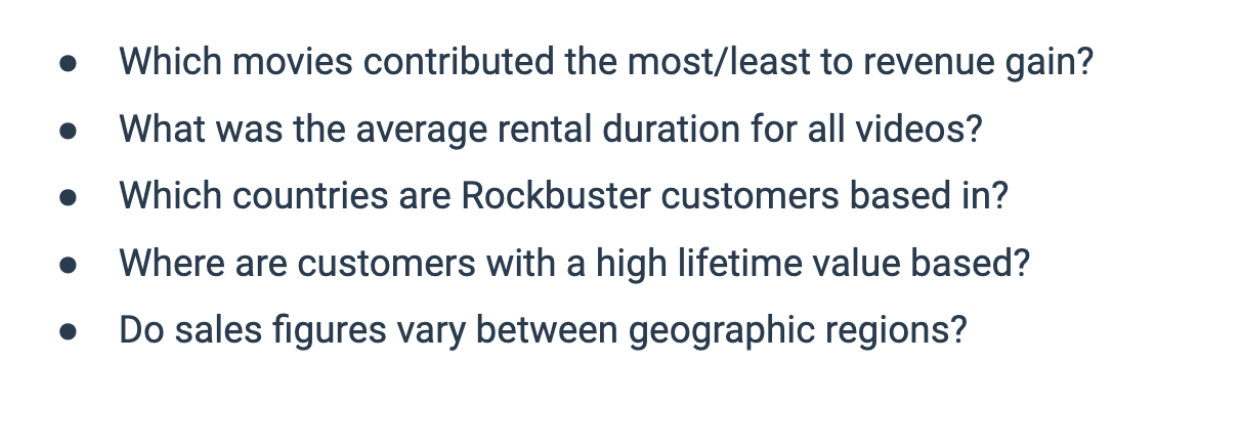 ● Which movies contributed the most/least to revenue gain?
● What was the average rental duration for all videos?
● Which countries are Rockbuster customers based in?
● Where are customers with a high lifetime value based?
● Do sales figures vary between geographic regions?